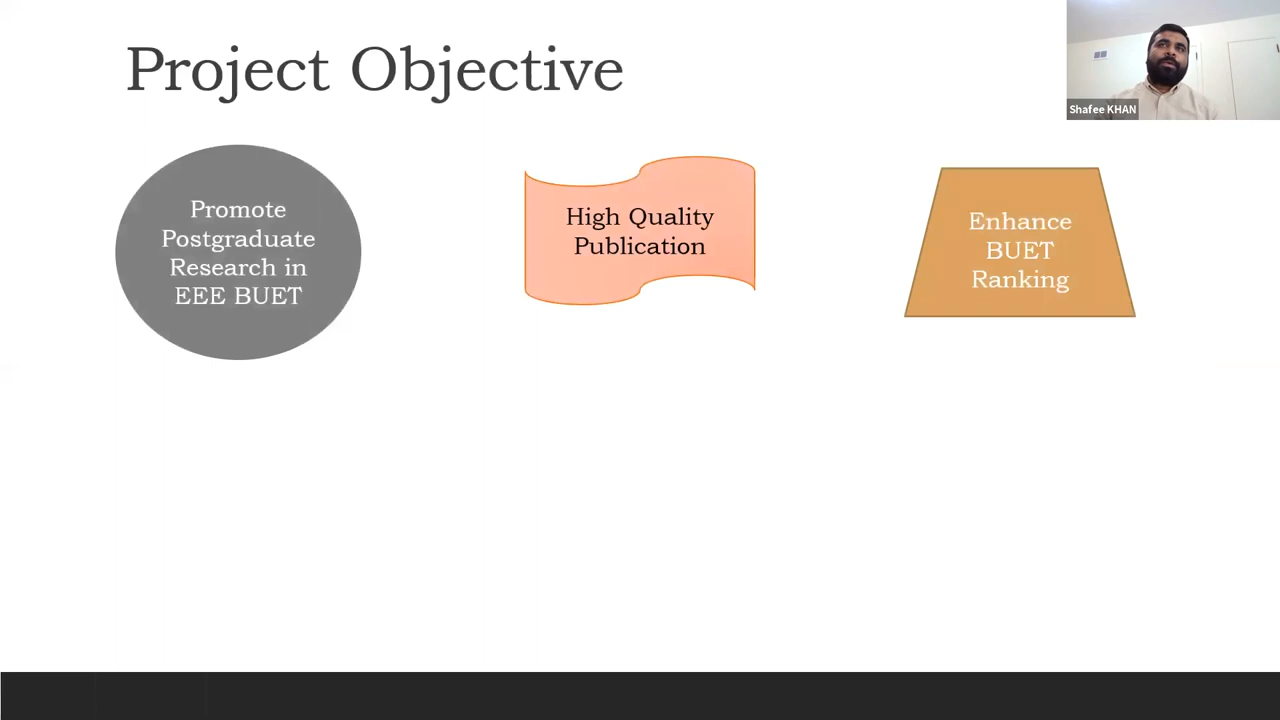 Project Objective
Shafee KHAN
Promote
Postgraduate
Research in
EEE BUET
High Quality
Publication
Enhance
BUET
Ranking